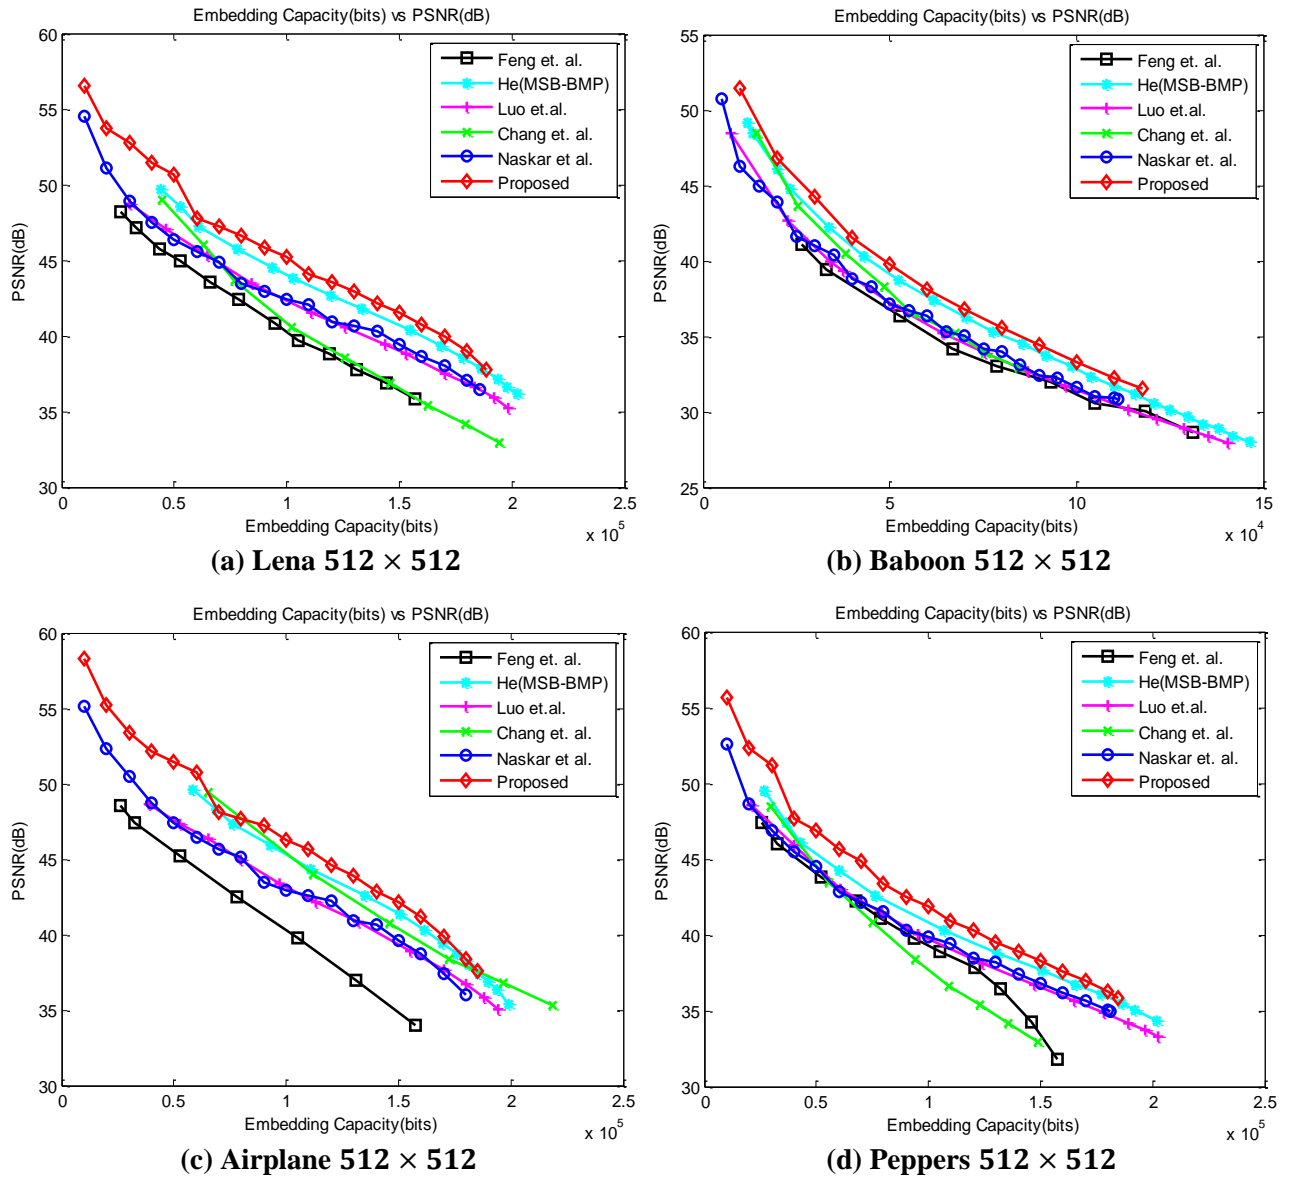 Embedding Capacity(bits) vs PSNR(dB)
60
55
50
45
40
35
30
PSNR(dB)
Feng et. al.
He(MSB-BMP)
Luo et.al.
Chang et. al.
Naskar et al.
Proposed
0 0.5 1 1.5 2 2.5
Embedding Capacity(bits)
x 10^5
(a) Lena 512 × 512
Embedding Capacity(bits) vs PSNR(dB)
55
50
45
40
35
30
25
PSNR(dB)
Feng et. al.
He(MSB-BMP)
Luo et.al.
Chang et. al.
Naskar et. al.
Proposed
0 5 10 15
Embedding Capacity(bits)
x 10^4
(b) Baboon 512 × 512
Embedding Capacity(bits) vs PSNR(dB)
60
55
50
45
40
35
30
PSNR(dB)
Feng et. al.
He(MSB-BMP)
Luo et.al.
Chang et. al.
Naskar et al.
Proposed
0 0.5 1 1.5 2 2.5
Embedding Capacity(bits)
x 10^5
(c) Airplane 512 × 512
Embedding Capacity(bits) vs PSNR(dB)
60
55
50
45
40
35
30
PSNR(dB)
Feng et. al.
He(MSB-BMP)
Luo et.al.
Chang et. al.
Naskar et. al.
Proposed
0 0.5 1 1.5 2 2.5
Embedding Capacity(bits)
x 10^5
(d) Peppers 512 × 512